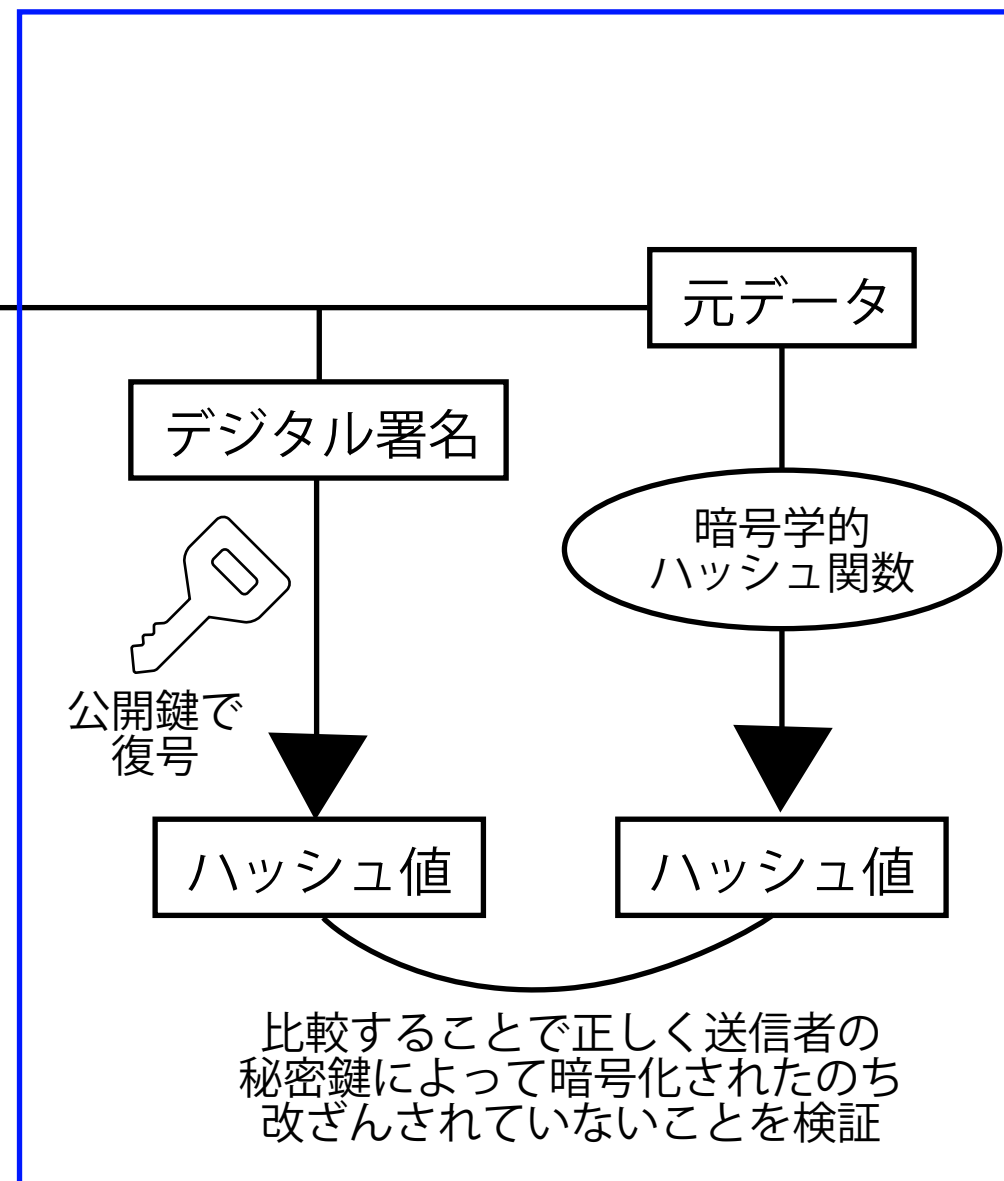 元データ
デジタル署名
暗号学的
ハッシュ関数
公開鍵で
復号
ハッシュ値
ハッシュ値
比較することで正しく送信者の
秘密鍵によって暗号化されたのち
改ざんされていないことを検証